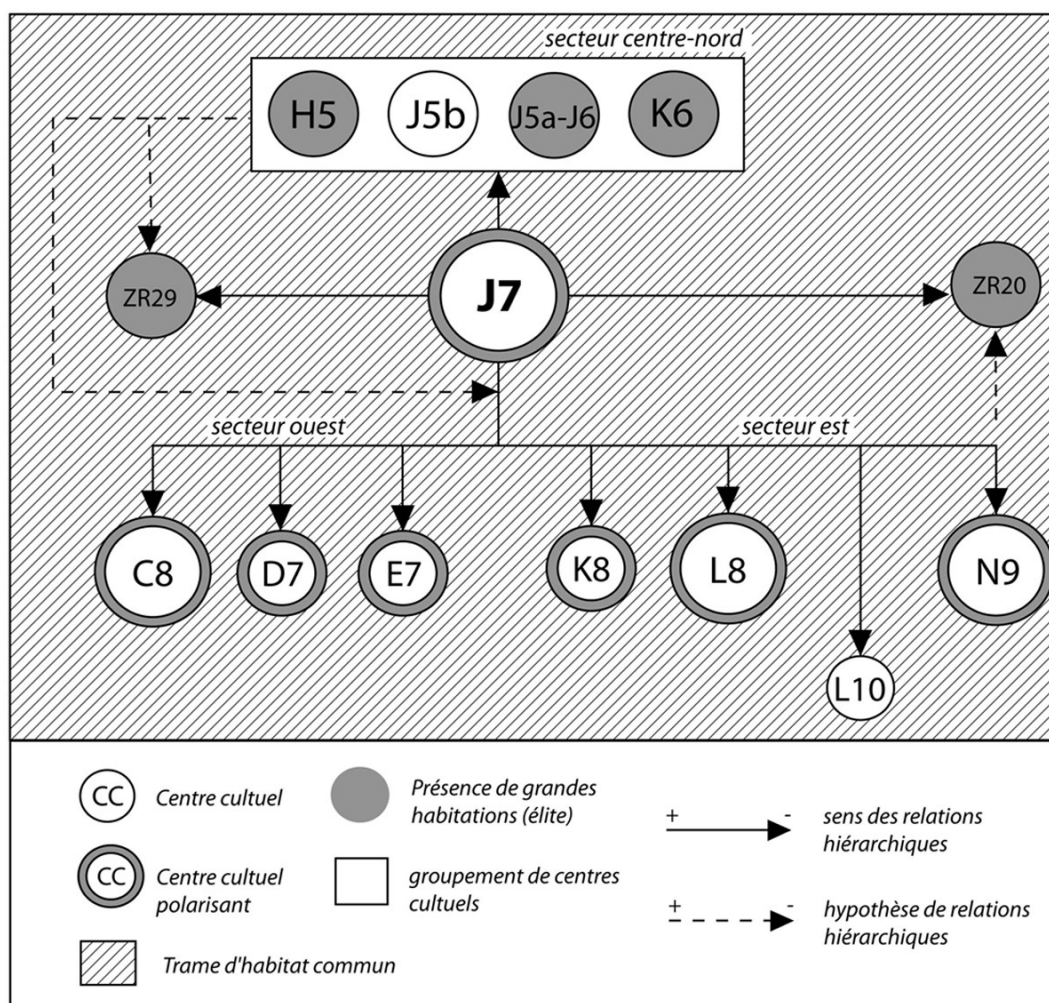 secteur centre-nord
H5
J5b
J5a-J6
K6
ZR29
J7
ZR20
secteur ouest
secteur est
C8
D7
E7
K8
L8
N9
L10
CC
Centre cultuel
Présence de grandes
habitations (élite)
+ -
sens des relations
hiérarchiques
CC
Centre cultuel
polarisant
groupement de centres
cultuels
+ -
hypothèse de relations
hiérarchiques
Trame d'habitat commun